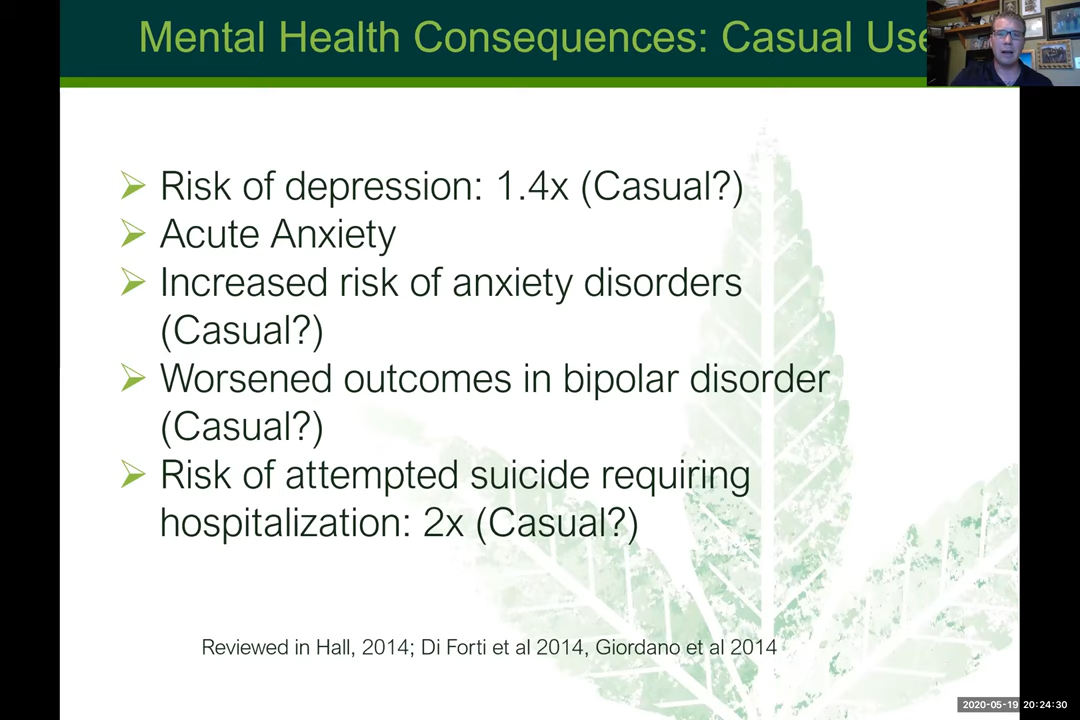 Mental Health Consequences: Casual Use
Risk of depression: 1.4x (Casual?)
Acute Anxiety
Increased risk of anxiety disorders
(Casual?)
Worsened outcomes in bipolar disorder
(Casual?)
Risk of attempted suicide requiring
hospitalization: 2x (Casual?)
Reviewed in Hall, 2014; Di Forti et al 2014, Giordano et al 2014
2020-05-19 20:24:30